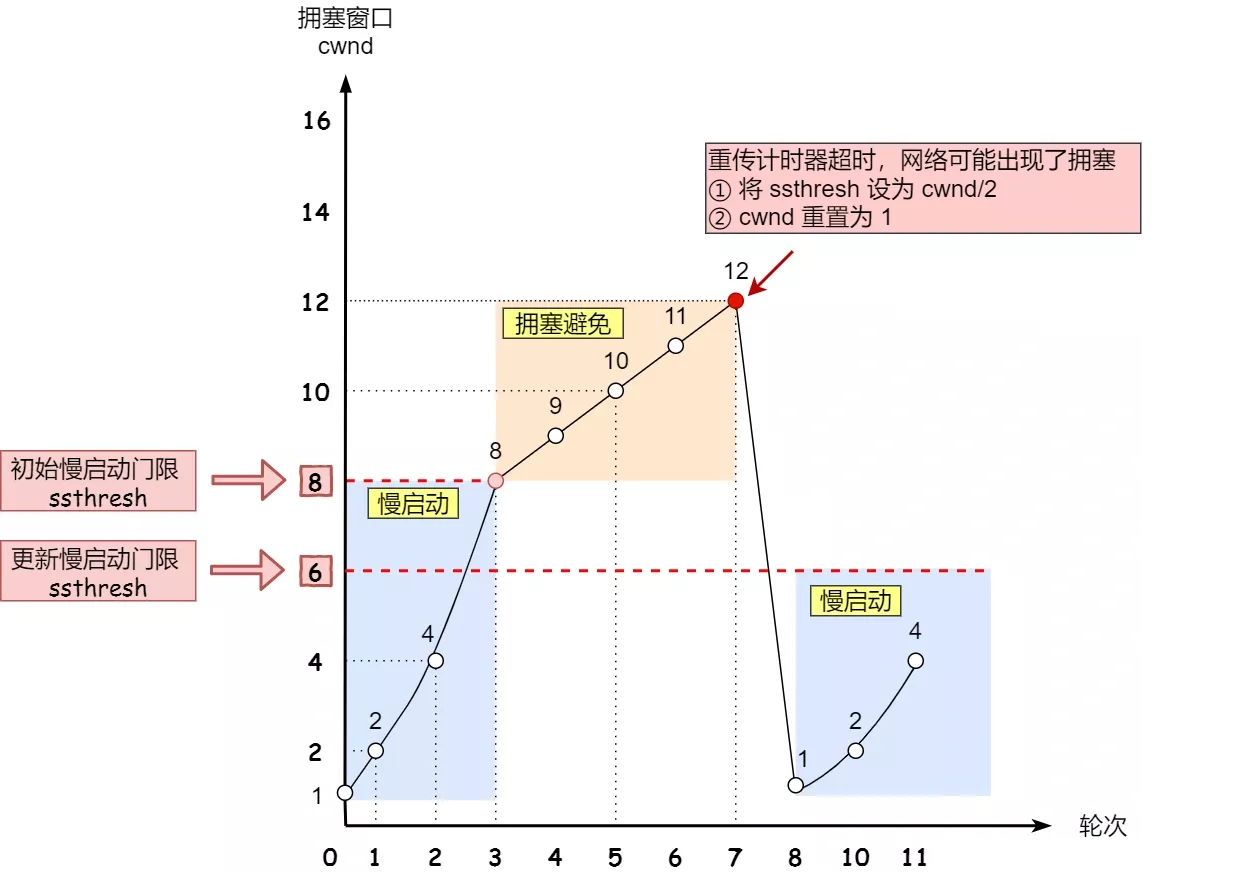 拥塞窗口
cwnd
16
14
重传计时器超时，网络可能出现了拥塞
① 将 ssthresh 设为 cwnd/2
② cwnd 重置为 1
12
12
拥塞避免
11
10
10
9
8
初始慢启动门限
ssthresh
8
慢启动
更新慢启动门限
ssthresh
6
慢启动
4
4
4
2
2
2
1
1
轮次
0 1 2 3 4 5 6 7 8 10 11